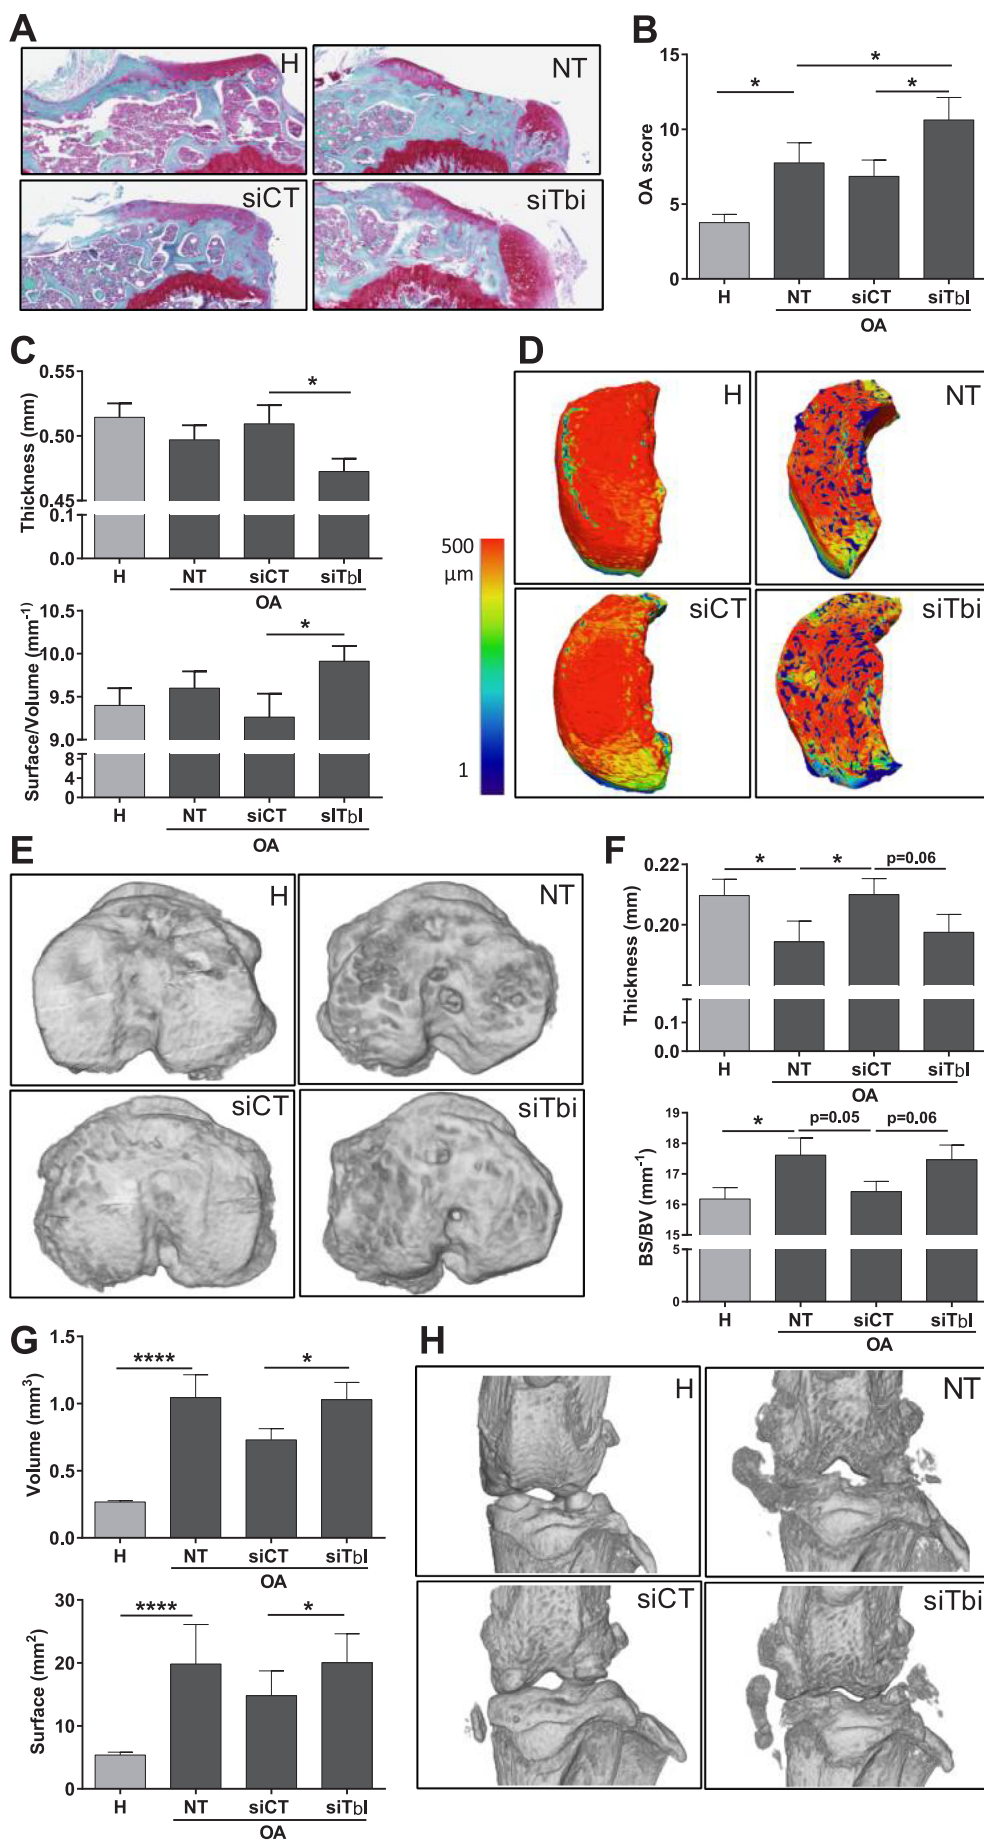 A
H
NT
siCT
siTbi
B
OA score
15
10
5
0
*
*
*
H
NT
siCT
siTbI
OA
C
Thickness (mm)
0.55
0.50
0.45
0.1
0.0
*
H
NT
siCT
siTbI
OA
Surface/Volume (mm-1)
10.5
10.0
9.5
9.0
8
4
0
*
H
NT
siCT
sITbI
OA
D
H
NT
siCT
siTbi
500
µm
1
E
H
NT
siCT
siTbi
F
Thickness (mm)
0.22
0.20
0.1
0.0
*
*
p=0.06
H
NT
siCT
siTbI
OA
BS/BV (mm-1)
19
18
17
16
15
5
0
*
p=0.05
p=0.06
H
NT
siCT
siTbI
OA
G
Volume (mm3)
1.5
1.0
0.5
0.0
****
*
H
NT
siCT
siTbI
OA
Surface (mm2)
30
20
10
0
****
*
H
NT
siCT
siTbI
OA
H
H
NT
siCT
siTbi